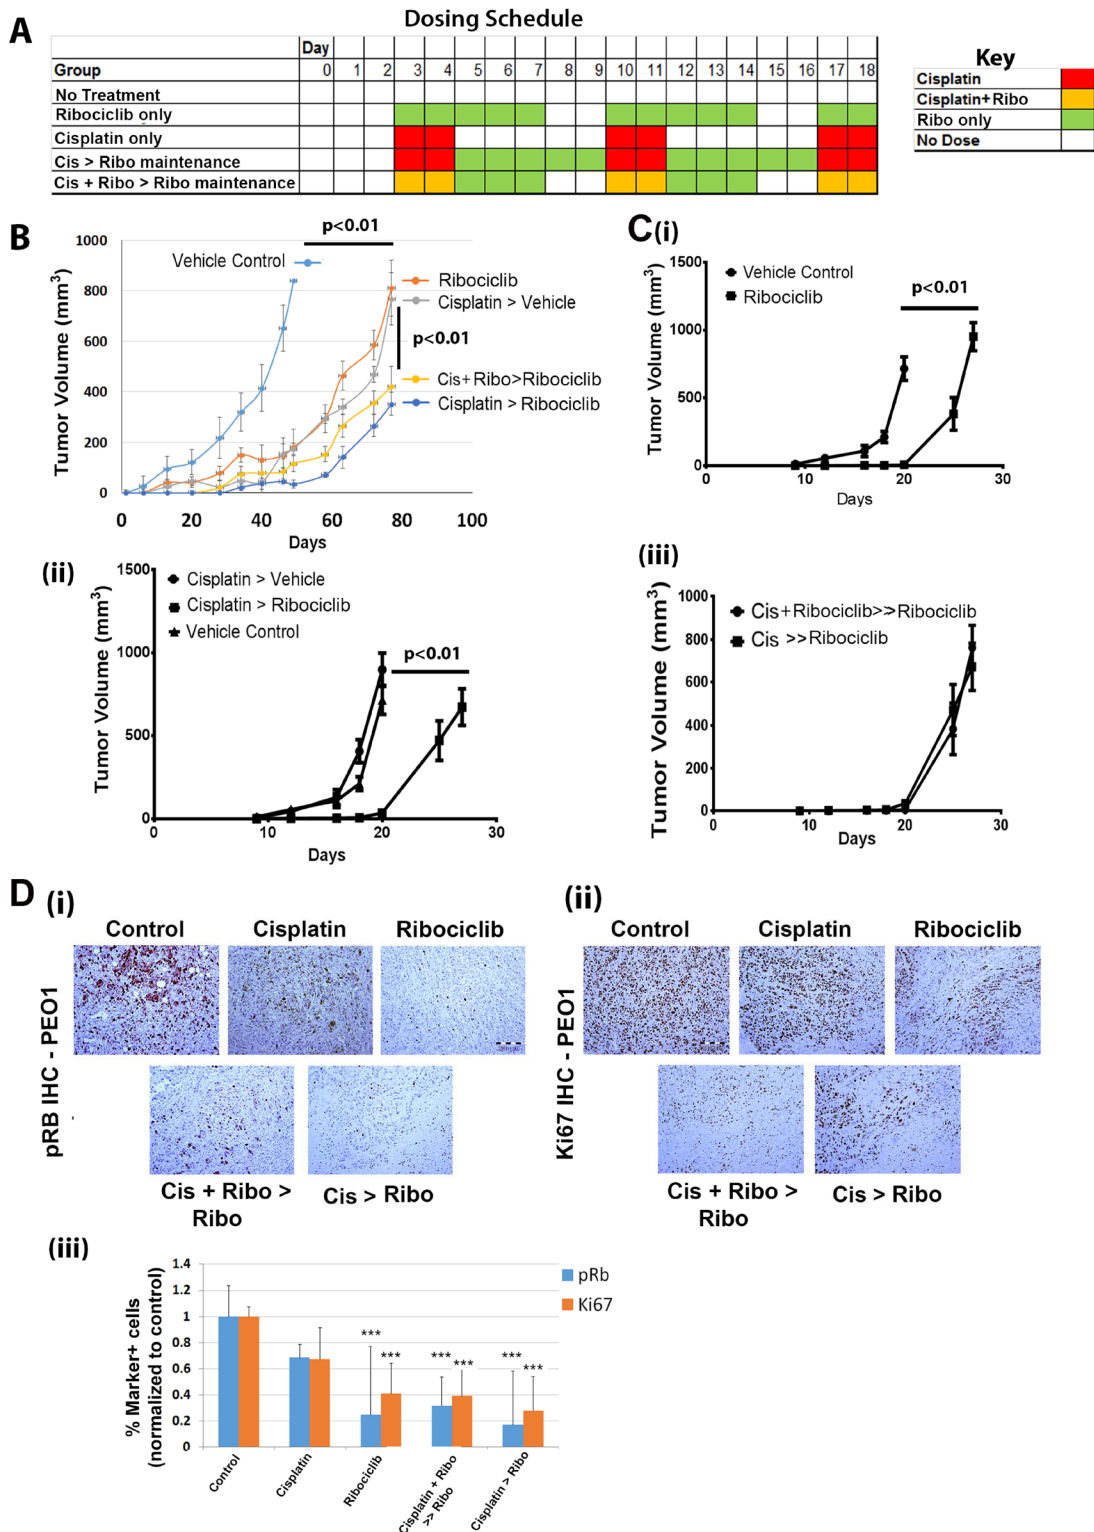 A
Dosing Schedule
Day
Group 0 1 2 3 4 5 6 7 8 9 10 11 12 13 14 15 16 17 18
No Treatment
Ribociclib only
Cisplatin only
Cis > Ribo maintenance
Cis + Ribo > Ribo maintenance
Key
Cisplatin
Cisplatin+Ribo
Ribo only
No Dose
B
p<0.01
Tumor Volume (mm3)
1000
800
600
400
200
0
0 20 40 60 80 100
Days
Vehicle Control
Ribociclib
Cisplatin > Vehicle
p<0.01
Cis+Ribo>Ribociclib
Cisplatin > Ribociclib
C(i)
Tumor Volume (mm3)
1500
1000
500
0
0 10 20 30
Days
Vehicle Control
Ribociclib
p<0.01
(ii)
Tumor Volume (mm3)
1500
1000
500
0
0 10 20 30
Days
Cisplatin > Vehicle
Cisplatin > Ribociclib
Vehicle Control
p<0.01
(iii)
Tumor Volume (mm3)
1000
800
600
400
200
0
0 10 20 30
Days
Cis+Ribociclib>>Ribociclib
Cis >>Ribociclib
D
(i)
pRB IHC - PEO1
Control Cisplatin Ribociclib
Cis + Ribo >
Ribo
Cis > Ribo
(ii)
Ki67 IHC - PEO1
Control Cisplatin Ribociclib
Cis + Ribo >
Ribo
Cis > Ribo
(iii)
% Marker+ cells
(normalized to control)
1.4
1.2
1
0.8
0.6
0.4
0.2
0
pRb
Ki67
*** *** *** *** *** ***
Control
Cisplatin
Ribociclib
Cisplatin + Ribo
>> Ribo
Cisplatin > Ribo